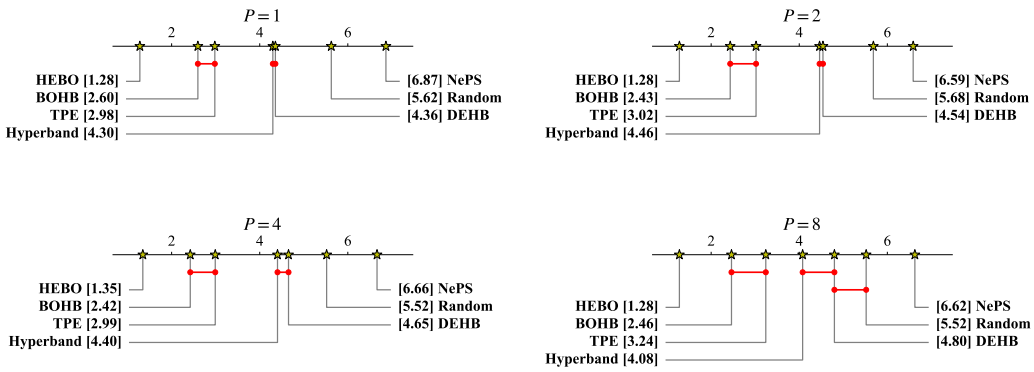 P = 1
2 4 6
HEBO [1.28]
BOHB [2.60]
TPE [2.98]
Hyperband [4.30]
[6.87] NePS
[5.62] Random
[4.36] DEHB
P = 2
2 4 6
HEBO [1.28]
BOHB [2.43]
TPE [3.02]
Hyperband [4.46]
[6.59] NePS
[5.68] Random
[4.54] DEHB
P = 4
2 4 6
HEBO [1.35]
BOHB [2.42]
TPE [2.99]
Hyperband [4.40]
[6.66] NePS
[5.52] Random
[4.65] DEHB
P = 8
2 4 6
HEBO [1.28]
BOHB [2.46]
TPE [3.24]
Hyperband [4.08]
[6.62] NePS
[5.52] Random
[4.80] DEHB